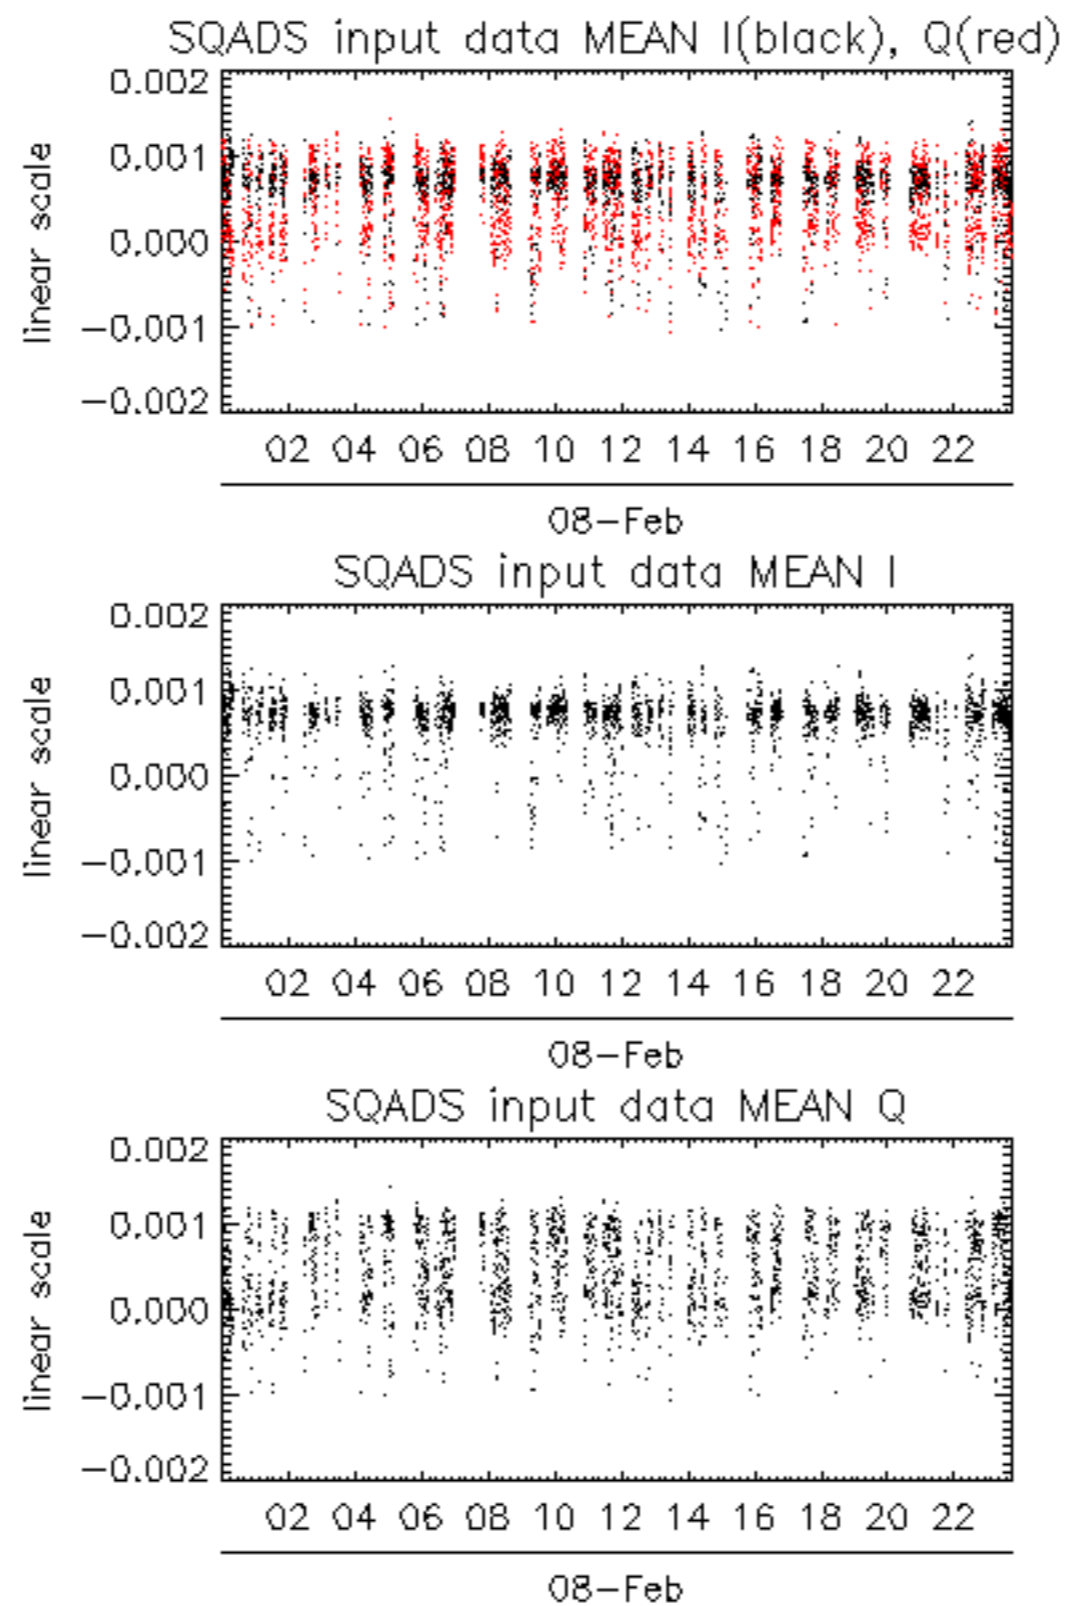 SQADS input data MEAN I(black), Q(red)
linear scale
0.002
0.001
0.000
−0.001
−0.002
02 04 06 08 10 12 14 16 18 20 22
08−Feb
SQADS input data MEAN I
linear scale
0.002
0.001
0.000
−0.001
−0.002
02 04 06 08 10 12 14 16 18 20 22
08−Feb
SQADS input data MEAN Q
linear scale
0.002
0.001
0.000
−0.001
−0.002
02 04 06 08 10 12 14 16 18 20 22
08−Feb